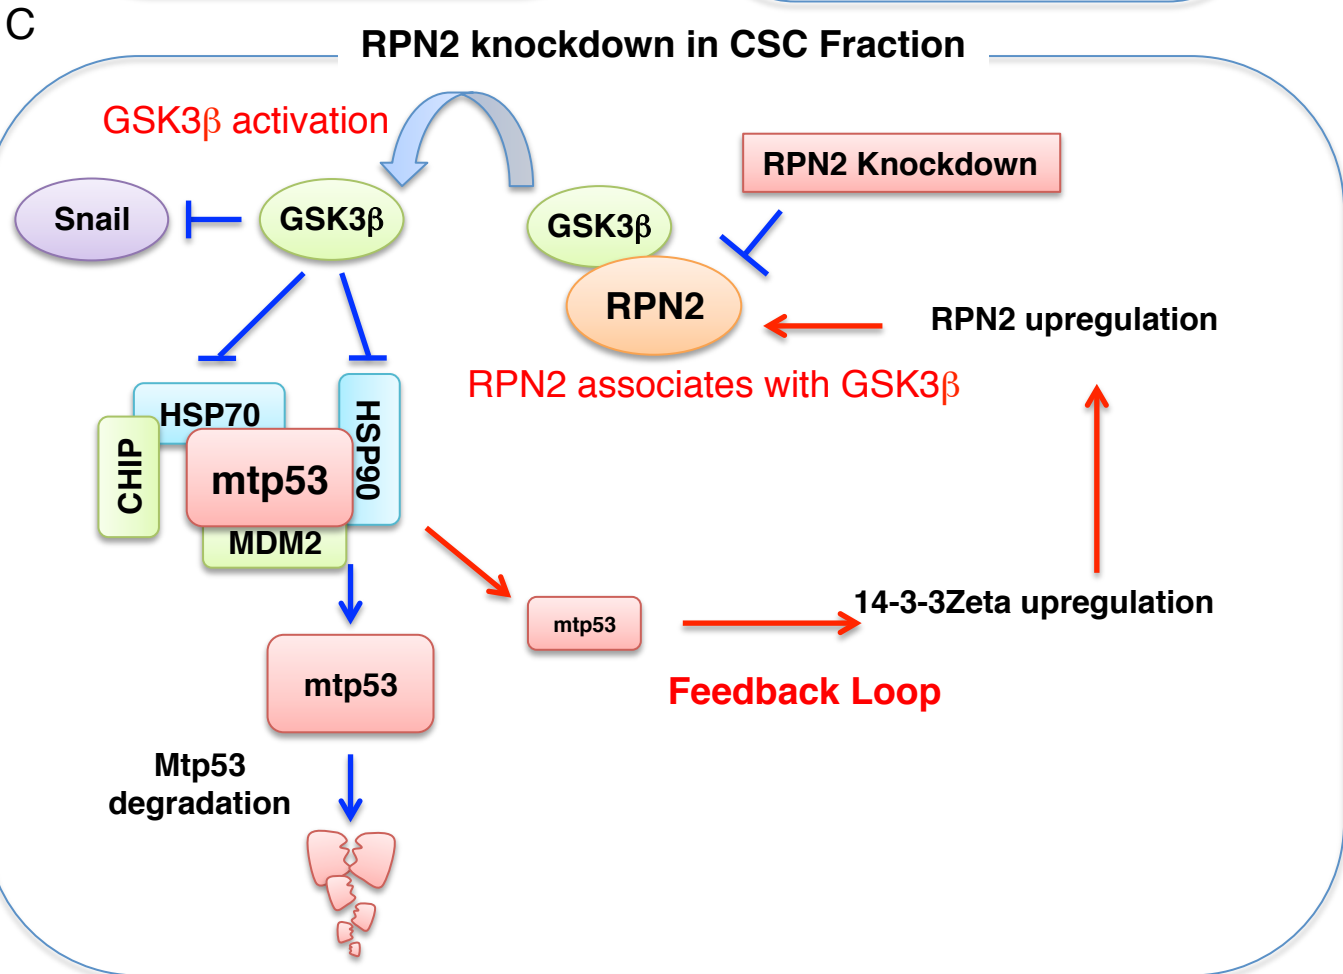 C
RPN2 knockdown in CSC Fraction
GSK3β activation
RPN2 Knockdown
Snail
GSK3β
GSK3β
RPN2
RPN2 upregulation
RPN2 associates with GSK3β
HSP70
HSP90
CHIP
mtp53
MDM2
mtp53
14-3-3Zeta upregulation
mtp53
Feedback Loop
Mtp53
degradation